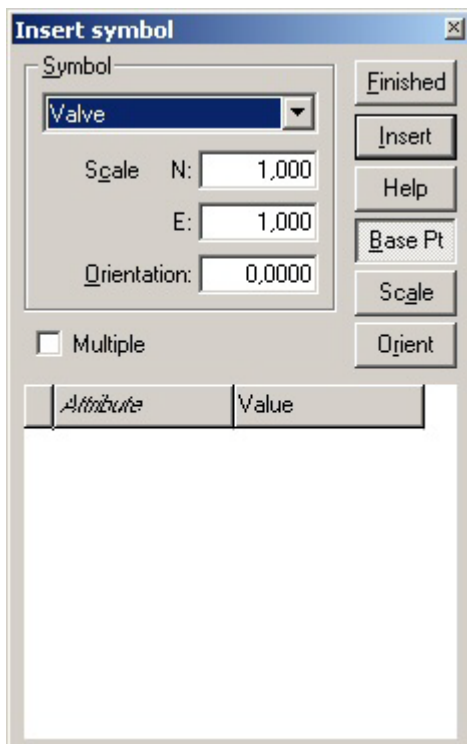 Insert symbol
Symbol
Valve
Scale N: 1,000
E: 1,000
Orientation: 0,0000
Multiple
Finished
Insert
Help
Base Pt
Scale
Orient
Attribute Value